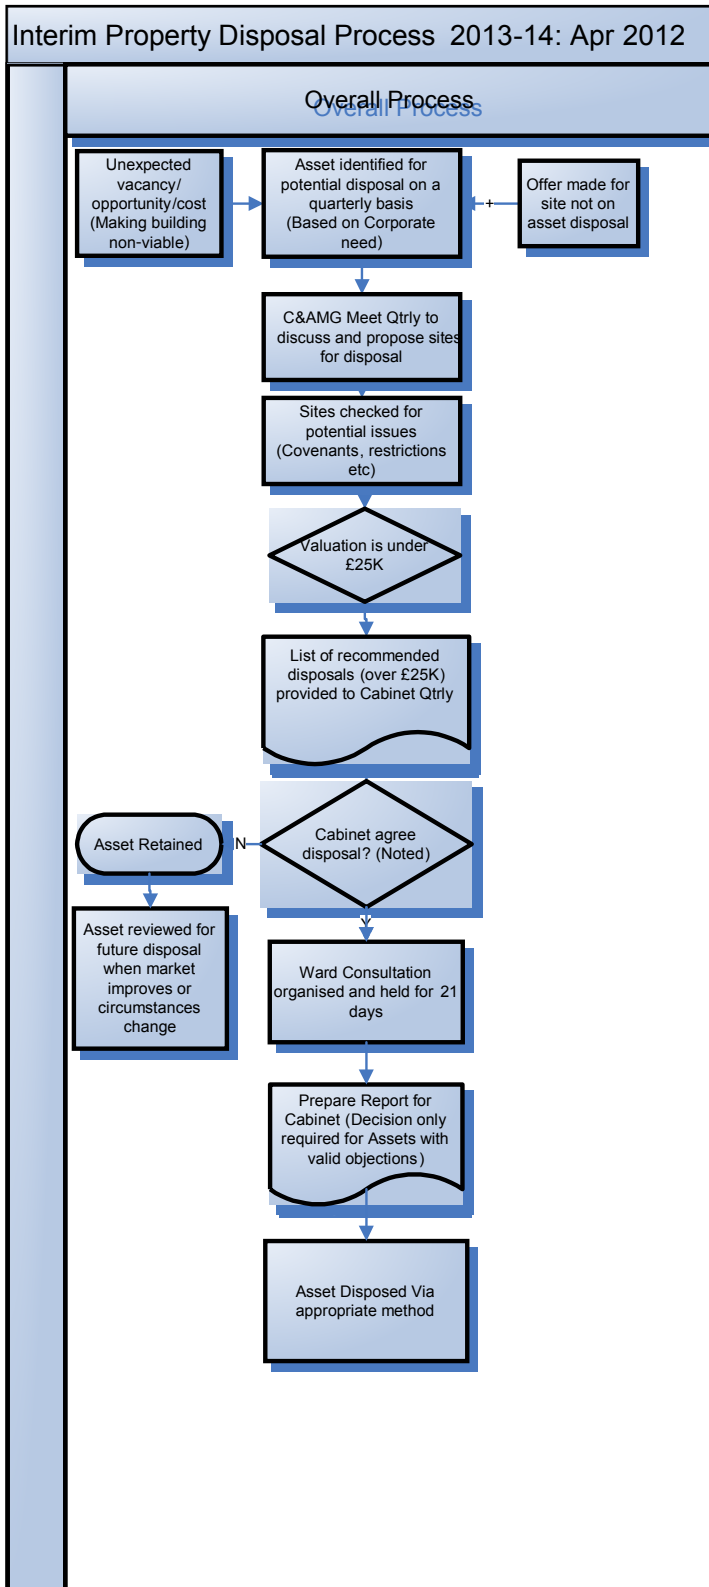 Interim Property Disposal Process 2013-14: Apr 2012
Overall Process
Overall Process
Unexpected
vacancy/
opportunity/cost
(Making building
non-viable)
Asset identified for
potential disposal on a
quarterly basis
(Based on Corporate
need)
+
Offer made for
site not on
asset disposal
C&AMG Meet Qtrly to
discuss and propose sites
for disposal
Sites checked for
potential issues
(Covenants, restrictions
etc)
Valuation is under
£25K
List of recommended
disposals (over £25K)
provided to Cabinet Qtrly
Asset Retained
N
Cabinet agree
disposal? (Noted)
Y
Asset reviewed for
future disposal
when market
improves or
circumstances
change
Ward Consultation
organised and held for 21
days
Prepare Report for
Cabinet (Decision only
required for Assets with
valid objections)
Asset Disposed Via
appropriate method